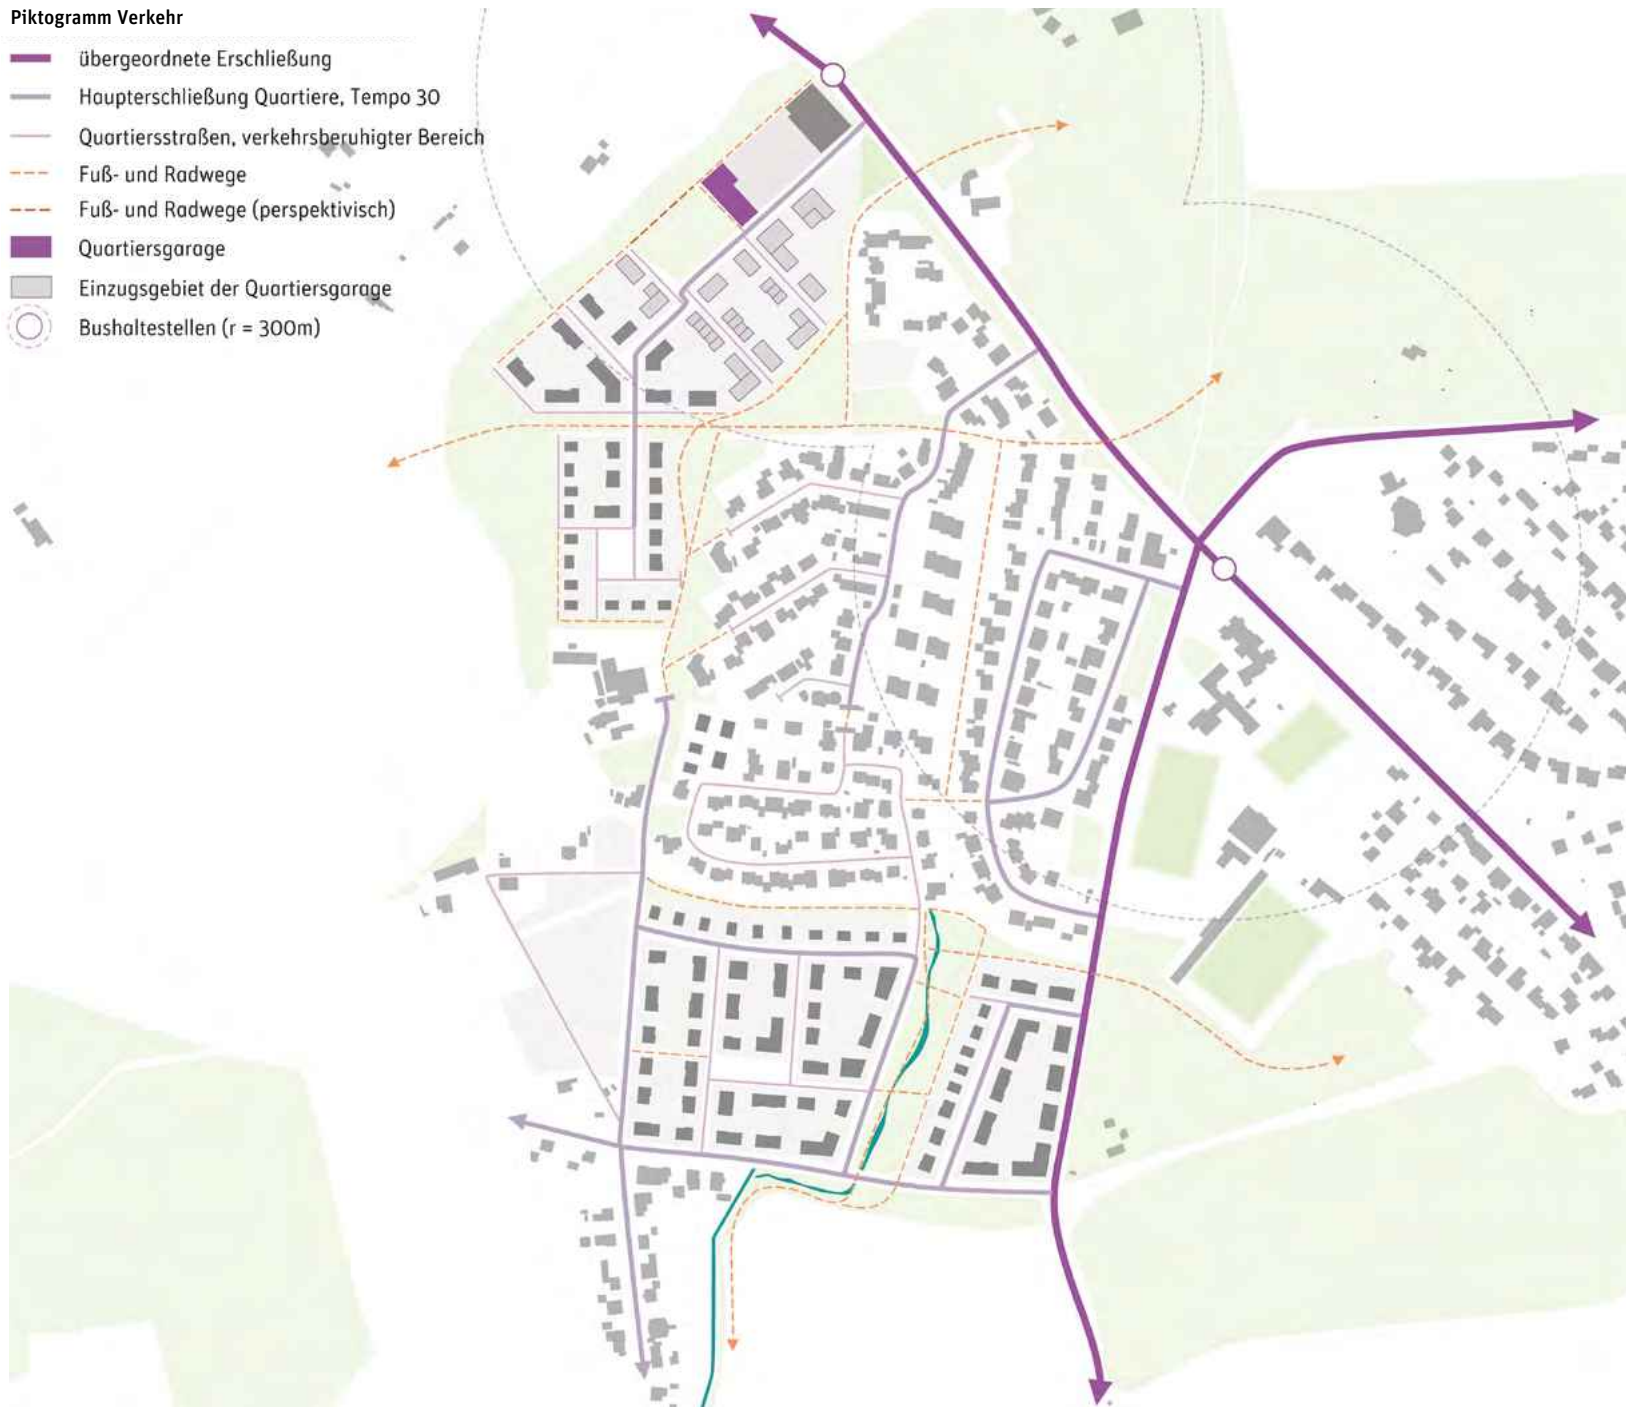 Piktogramm Verkehr
übergeordnete Erschließung
Haupterschließung Quartiere, Tempo 30
Quartiersstraßen, verkehrsberuhigter Bereich
Fuß- und Radwege
Fuß- und Radwege (perspektivisch)
Quartiersgarage
Einzugsgebiet der Quartiersgarage
Bushaltestellen (r = 300m)